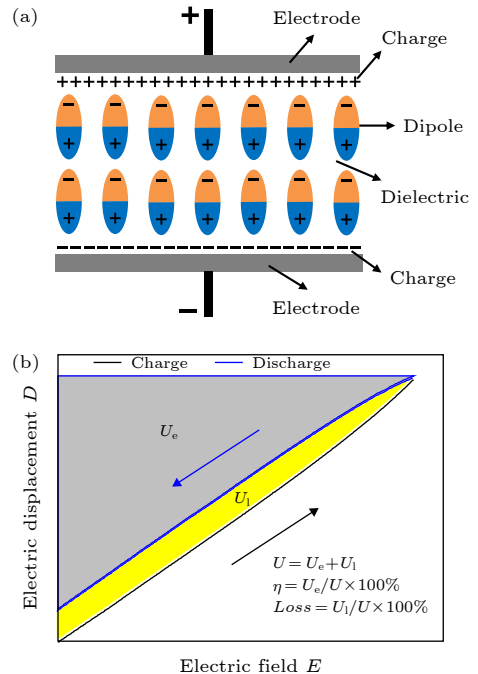 (a)
+
Electrode
Charge
+ + + + + + + + + + + + + + + + + + + + + + + +
− − − − − − −
Dipole
+ + + + + + +
− − − − − − −
Dielectric
+ + + + + + +
Charge
−
Electrode
(b)
Charge
Discharge
Electric displacement D
Uₑ
Uₗ
U = Uₑ + Uₗ
η = Uₑ/U × 100%
Loss = Uₗ/U × 100%
Electric field E